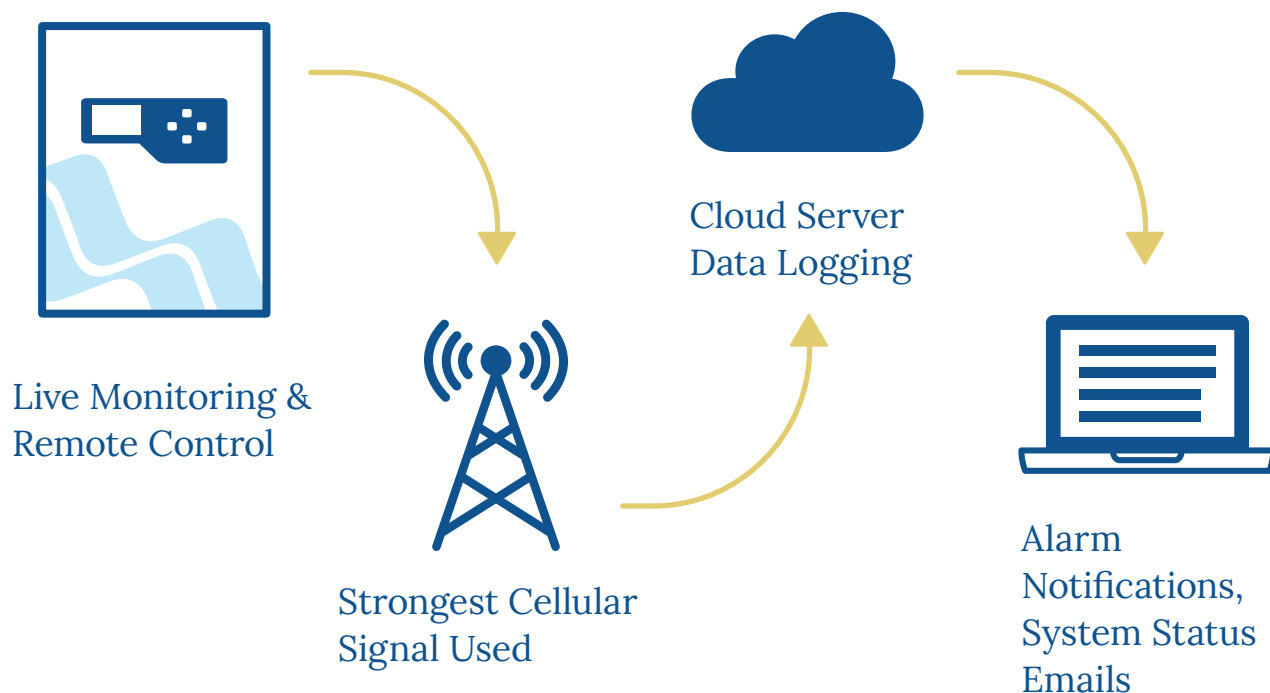 Live Monitoring &
Remote Control
Strongest Cellular
Signal Used
Cloud Server
Data Logging
Alarm
Notifications,
System Status
Emails